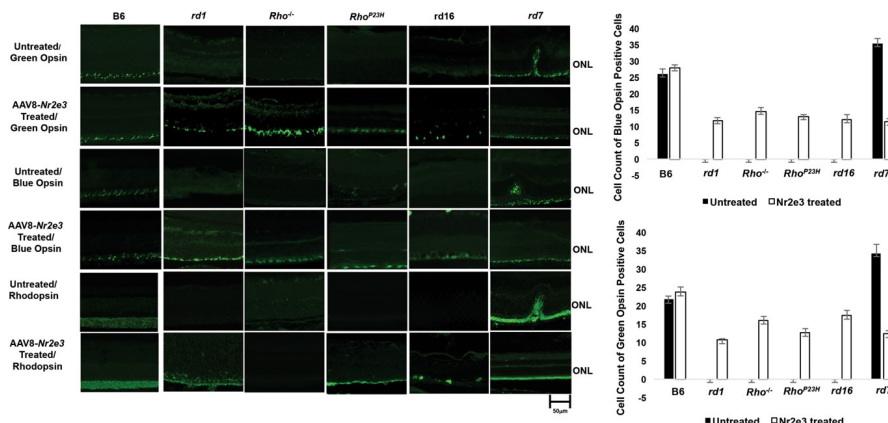 B6 rd1 Rho-/- RhoP23H rd16 rd7
Untreated/
Green Opsin
ONL
AAV8-Nr2e3
Treated/
Green Opsin
ONL
Untreated/
Blue Opsin
ONL
AAV8-Nr2e3
Treated/
Blue Opsin
ONL
Untreated/
Rhodopsin
ONL
AAV8-Nr2e3
Treated/
Rhodopsin
ONL
50µm
Cell Count of Blue Opsin Positive Cells
40
35
30
25
20
15
10
5
0
-5
B6 rd1 Rho-/- RhoP23H rd16 rd7
Untreated Nr2e3 treated
Cell Count of Green Opsin Positive Cells
40
35
30
25
20
15
10
5
0
-5
B6 rd1 Rho-/- RhoP23H rd16 rd7
Untreated Nr2e3 treated